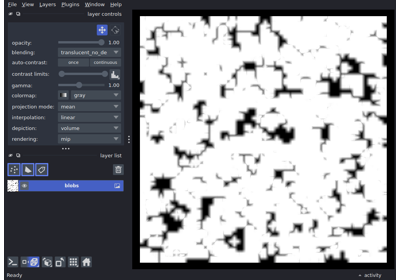 File View Layers Plugins Window Help
layer controls
opacity: 1.00
blending: translucent_no_de
auto-contrast: once continuous
contrast limits:
gamma: 1.00
colormap: gray
projection mode: mean
interpolation: linear
depiction: volume
rendering: mip
layer list
blobs
Ready activity